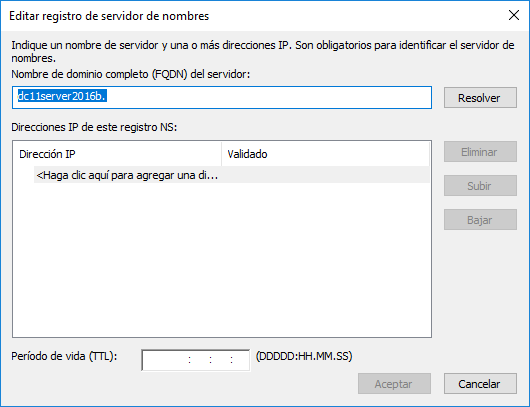 Editar registro de servidor de nombres
Indique un nombre de servidor y una o más direcciones IP. Son obligatorios para identificar el servidor de
nombres.
Nombre de dominio completo (FQDN) del servidor:
dc11server2016b.
Resolver
Direcciones IP de este registro NS:
Dirección IP Validado
Eliminar
<Haga clic aquí para agregar una di...
Subir
Bajar
Período de vida (TTL): : : : (DDDDD:HH.MM.SS)
Aceptar Cancelar